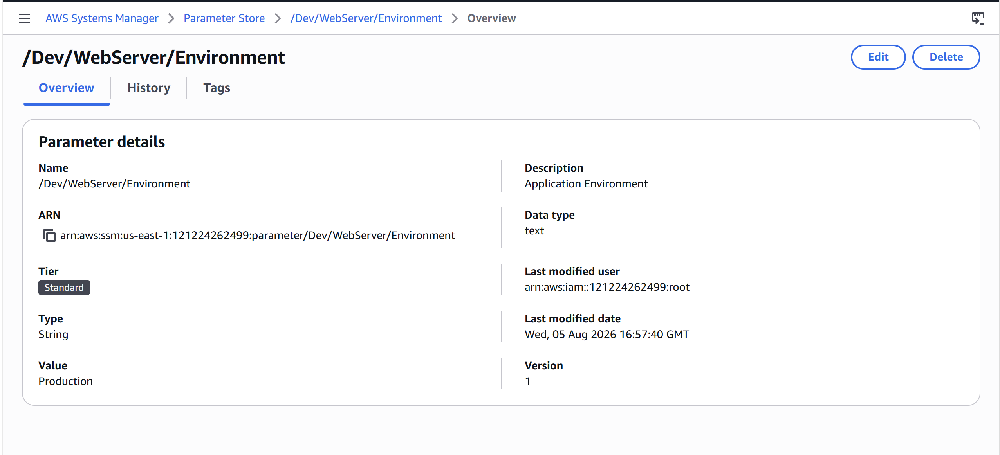 AWS Systems Manager > Parameter Store > /Dev/WebServer/Environment > Overview
/Dev/WebServer/Environment
Edit
Delete
Overview
History
Tags
Parameter details
Name
/Dev/WebServer/Environment
Description
Application Environment
ARN
arn:aws:ssm:us-east-1:121224262499:parameter/Dev/WebServer/Environment
Data type
text
Tier
Standard
Last modified user
arn:aws:iam::121224262499:root
Type
String
Last modified date
Wed, 05 Aug 2026 16:57:40 GMT
Value
Production
Version
1